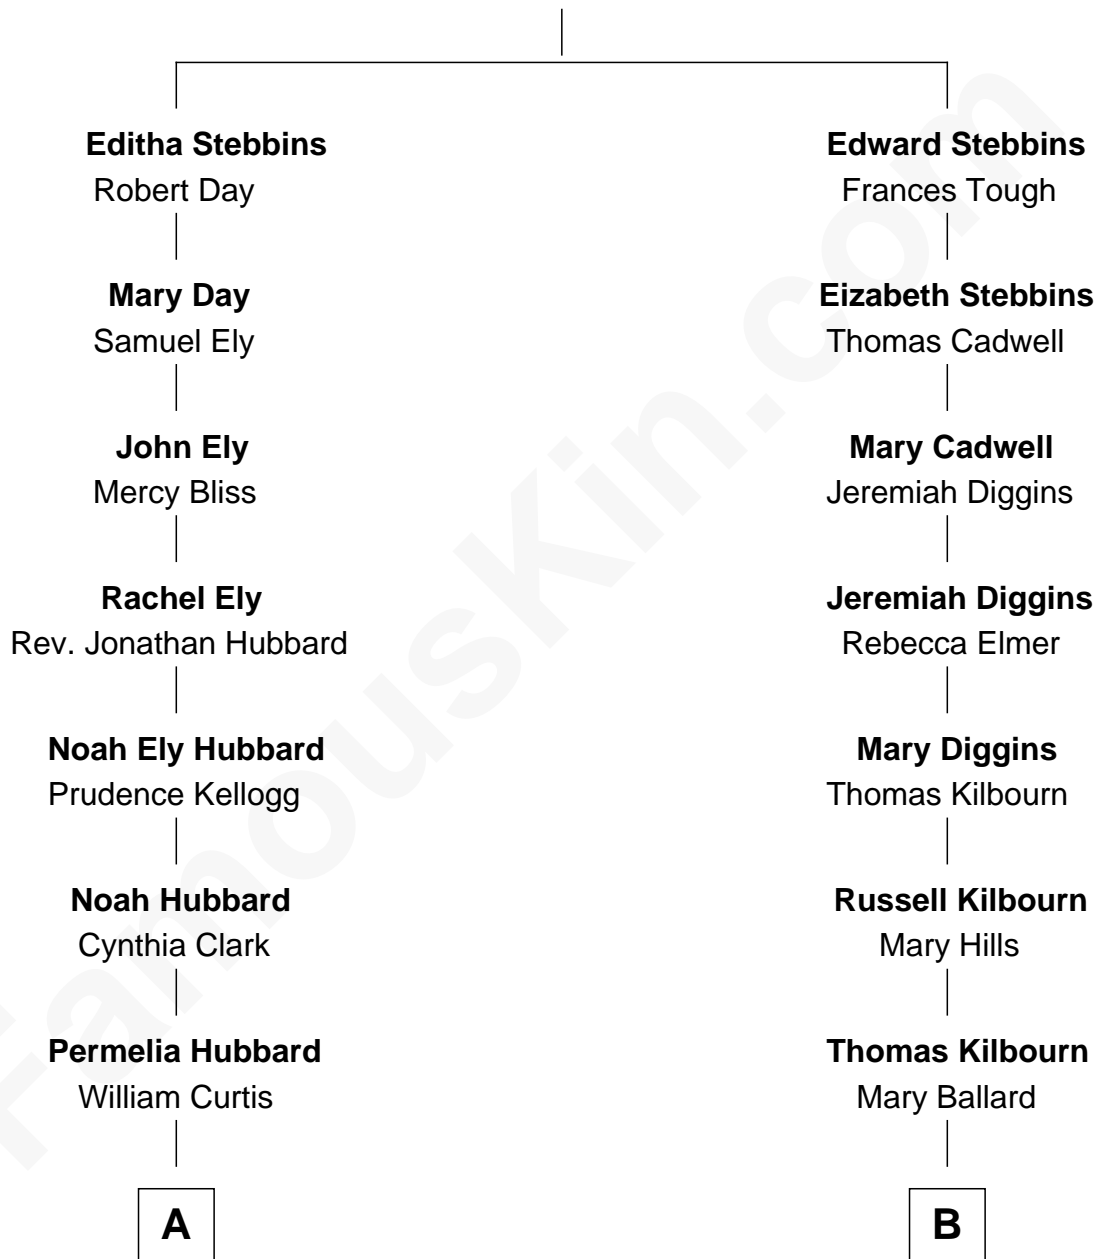 Editha Stebbins
Robert Day
Edward Stebbins
Frances Tough
Mary Day
Samuel Ely
Eizabeth Stebbins
Thomas Cadwell
John Ely
Mercy Bliss
Mary Cadwell
Jeremiah Diggins
Rachel Ely
Rev. Jonathan Hubbard
Jeremiah Diggins
Rebecca Elmer
Noah Ely Hubbard
Prudence Kellogg
Mary Diggins
Thomas Kilbourn
Noah Hubbard
Cynthia Clark
Russell Kilbourn
Mary Hills
Permelia Hubbard
William Curtis
Thomas Kilbourn
Mary Ballard
A
B
FamousKin.com